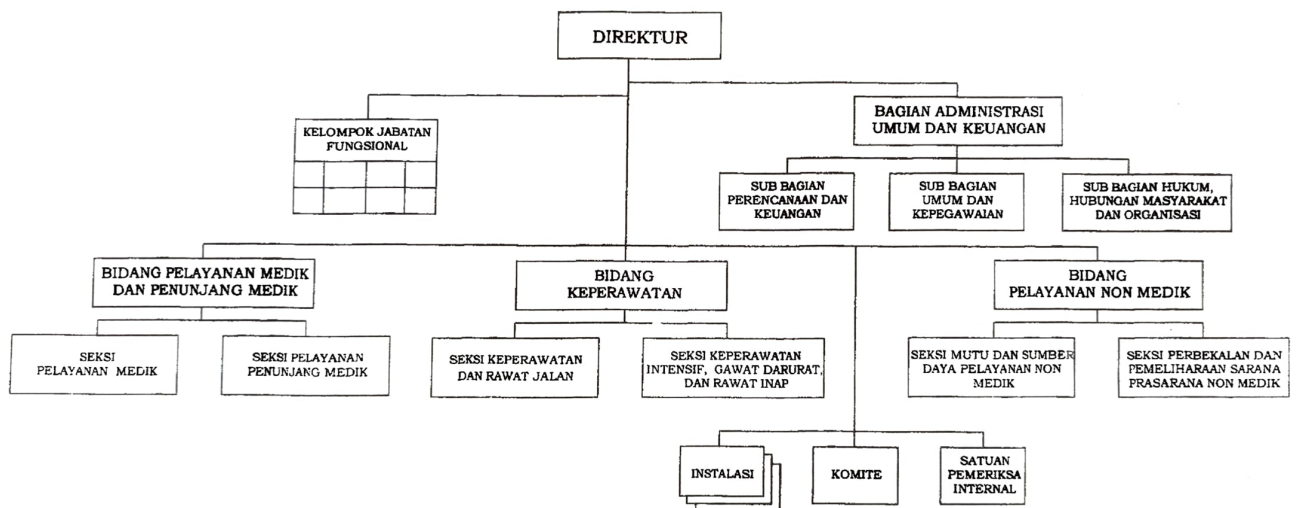 DIREKTUR
KELOMPOK JABATAN
FUNGSIONAL
BAGIAN ADMINISTRASI
UMUM DAN KEUANGAN
SUB BAGIAN
PERENCANAAN DAN
KEUANGAN
SUB BAGIAN
UMUM DAN
KEPEGAWAIAN
SUB BAGIAN HUKUM,
HUBUNGAN MASYARAKAT
DAN ORGANISASI
BIDANG PELAYANAN MEDIK
DAN PENUNJANG MEDIK
BIDANG
KEPERAWATAN
BIDANG
PELAYANAN NON MEDIK
SEKSI
PELAYANAN MEDIK
SEKSI PELAYANAN
PENUNJANG MEDIK
SEKSI KEPERAWATAN
DAN RAWAT JALAN
SEKSI KEPERAWATAN
INTENSIF, GAWAT DARURAT,
DAN RAWAT INAP
SEKSI MUTU DAN SUMBER
DAYA PELAYANAN NON
MEDIK
SEKSI PERBEKALAN DAN
PEMELIHARAAN SARANA
PRASARANA NON MEDIK
INSTALASI
KOMITE
SATUAN
PEMERIKSA
INTERNAL